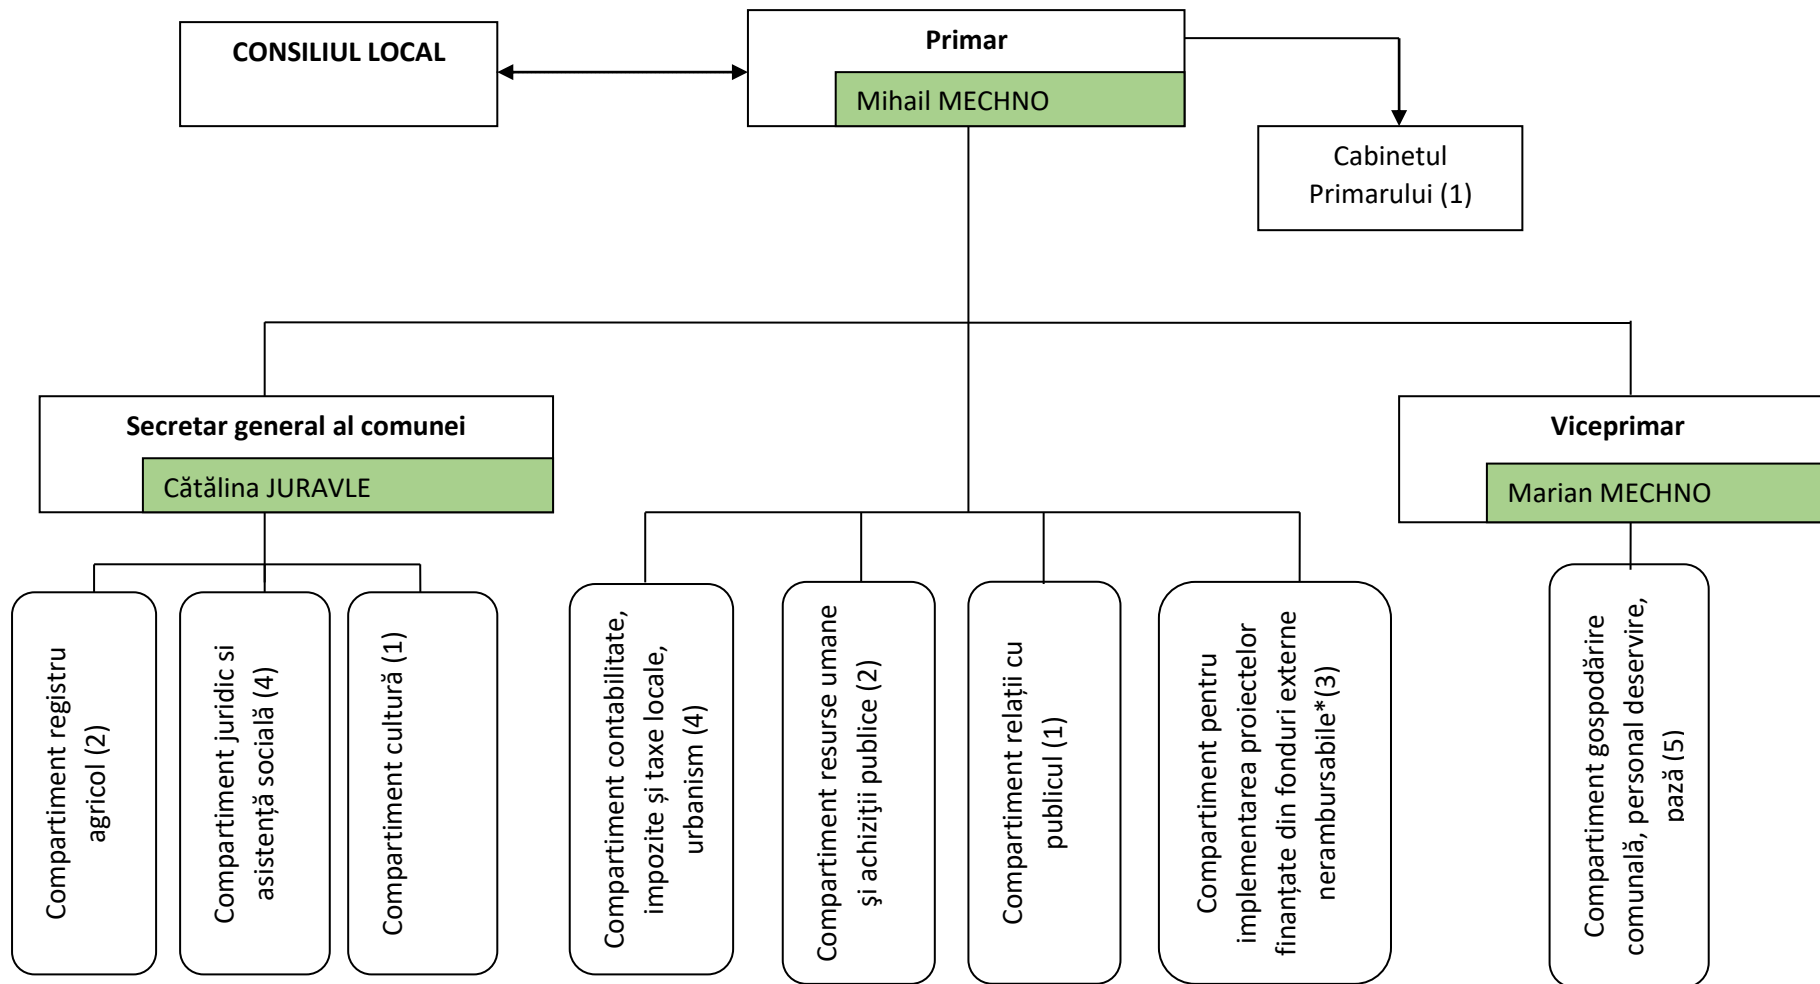 CONSILIUL LOCAL
Primar
Mihail MECHNO
Cabinetul
Primarului (1)
Secretar general al comunei
Cătălina JURAVLE
Viceprimar
Marian MECHNO
Compartiment registru
agricol (2)
Compartiment juridic si
asistență socială (4)
Compartiment cultură (1)
Compartiment contabilitate,
impozite și taxe locale,
urbanism (4)
Compartiment resurse umane
şi achiziţii publice (2)
Compartiment relații cu
publicul (1)
Compartiment pentru
implementarea proiectelor
finanțate din fonduri externe
nerambursabile*(3)
Compartiment gospodărire
comunală, personal deservire,
pază (5)